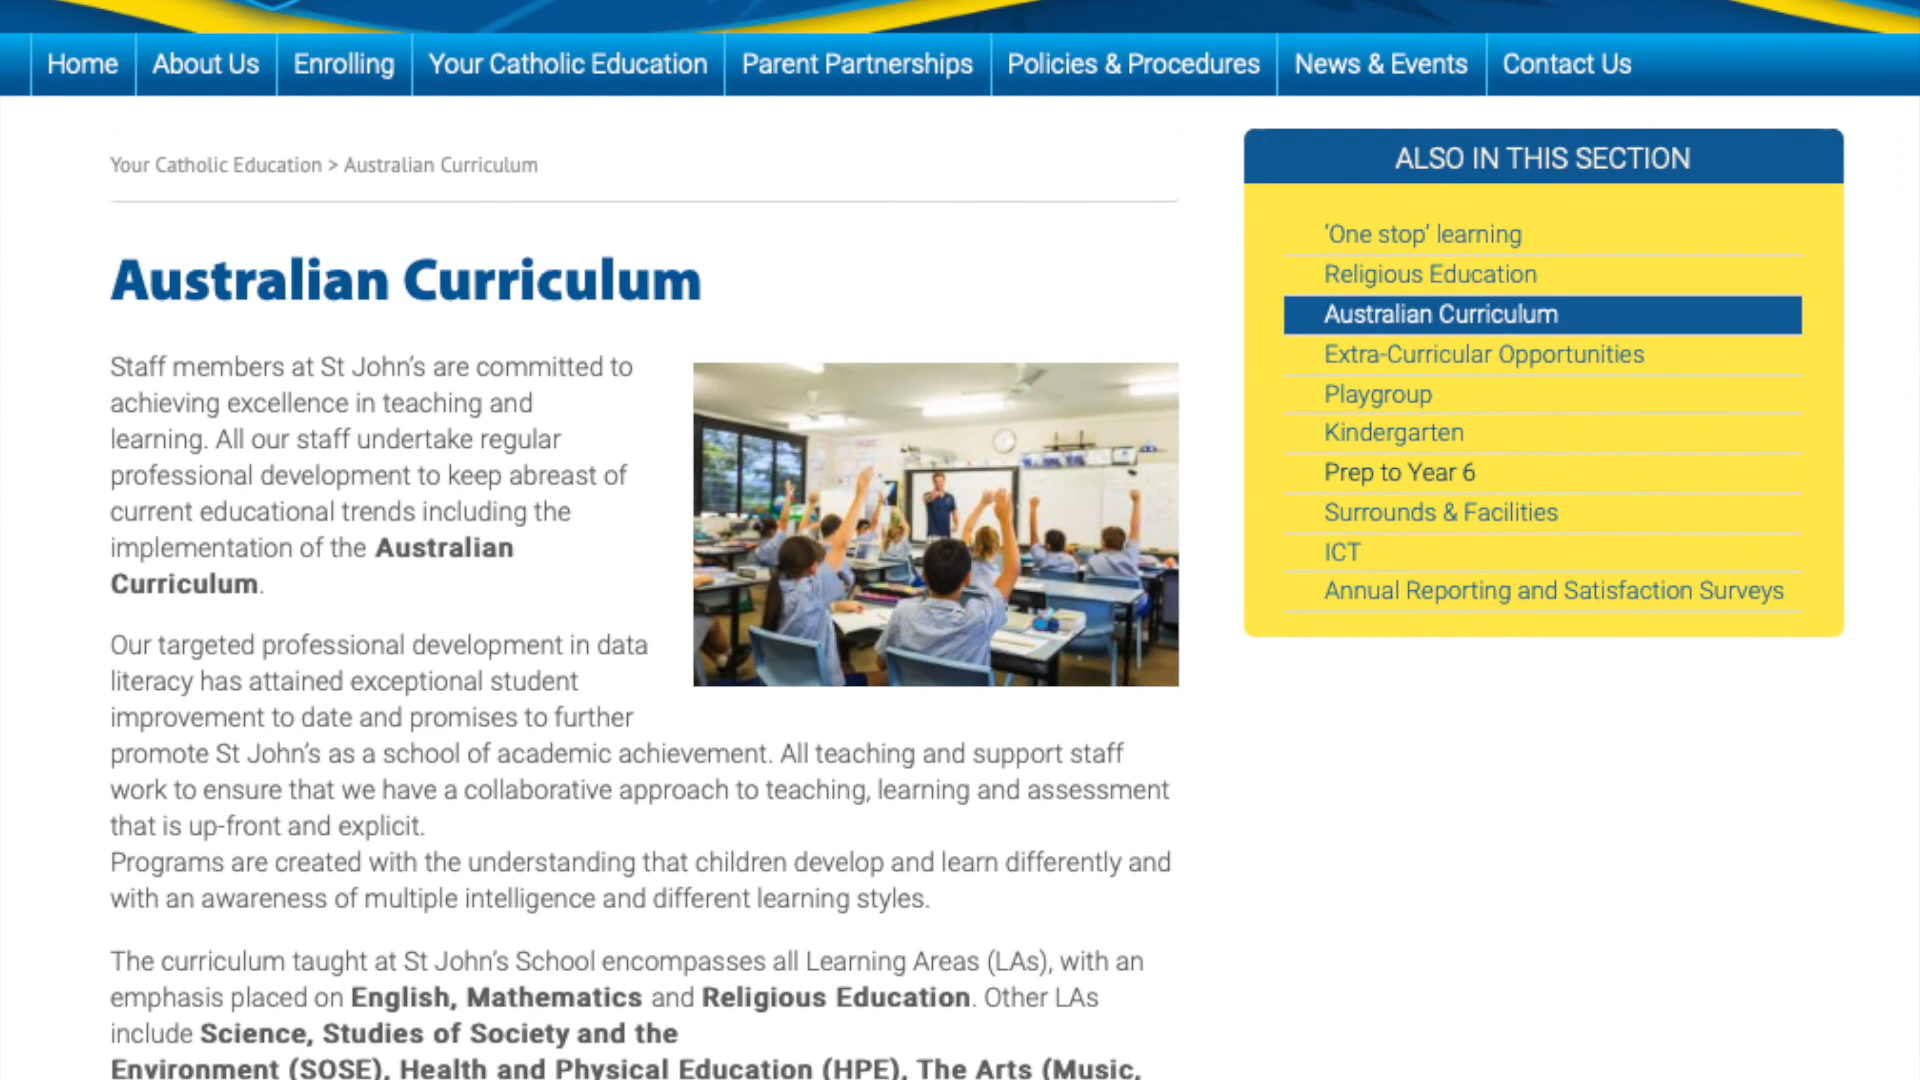 Home
About Us
Enrolling
Your Catholic Education
Parent Partnerships
Policies & Procedures
News & Events
Contact Us
Your Catholic Education > Australian Curriculum
Australian Curriculum
Staff members at St John’s are committed to
achieving excellence in teaching and
learning. All our staff undertake regular
professional development to keep abreast of
current educational trends including the
implementation of the Australian
Curriculum.
Our targeted professional development in data
literacy has attained exceptional student
improvement to date and promises to further
promote St John’s as a school of academic achievement. All teaching and support staff
work to ensure that we have a collaborative approach to teaching, learning and assessment
that is up-front and explicit.
Programs are created with the understanding that children develop and learn differently and
with an awareness of multiple intelligence and different learning styles.
The curriculum taught at St John’s School encompasses all Learning Areas (LAs), with an
emphasis placed on English, Mathematics and Religious Education. Other LAs
include Science, Studies of Society and the
Environment (SOSE), Health and Physical Education (HPE), The Arts (Music,
ALSO IN THIS SECTION
‘One stop’ learning
Religious Education
Australian Curriculum
Extra-Curricular Opportunities
Playgroup
Kindergarten
Prep to Year 6
Surrounds & Facilities
ICT
Annual Reporting and Satisfaction Surveys